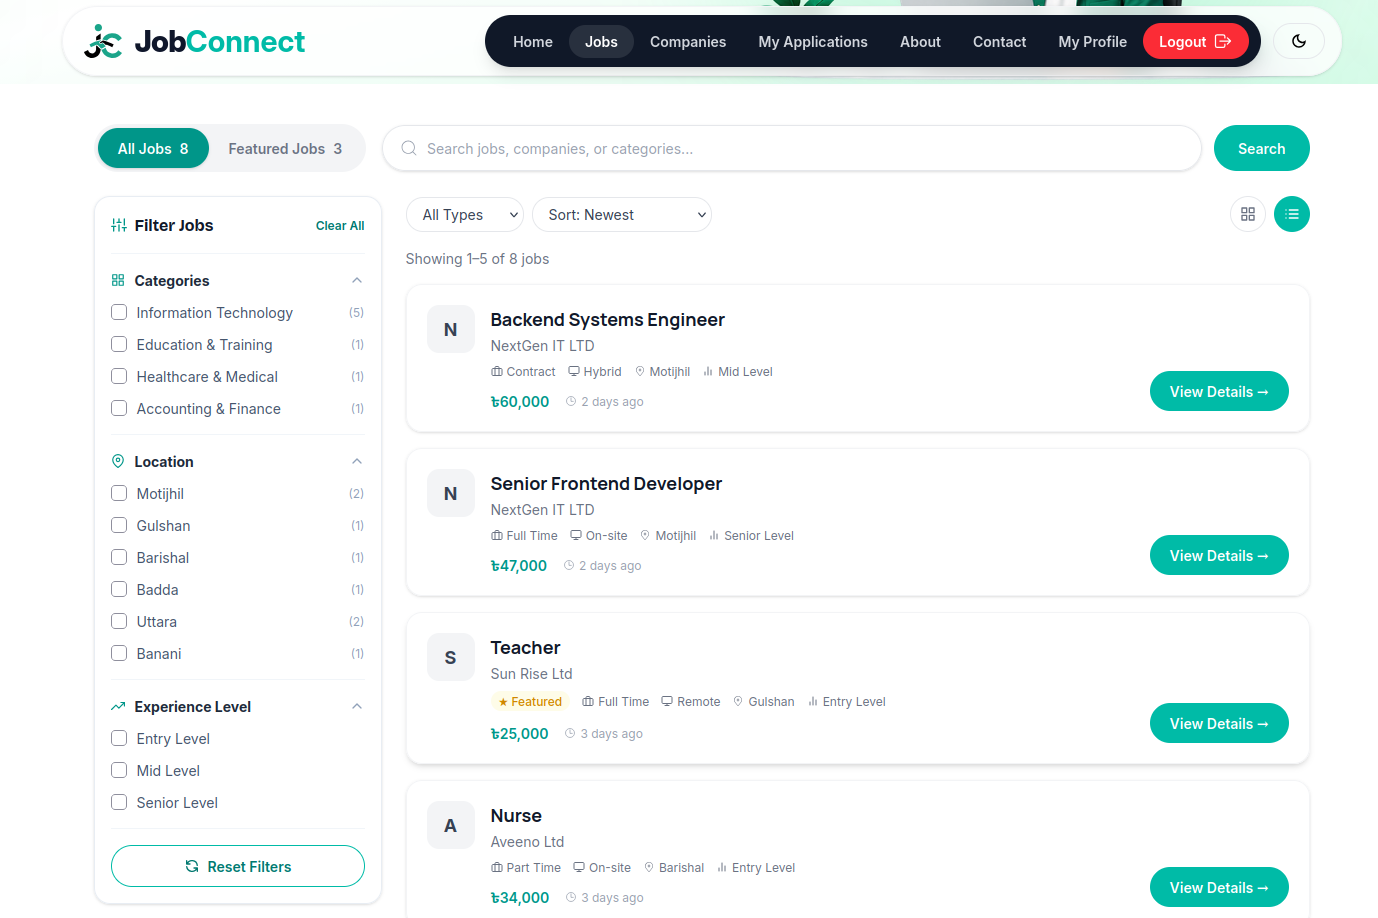 JobConnect
Home Jobs Companies My Applications About Contact My Profile Logout
All Jobs 8 Featured Jobs 3
Search jobs, companies, or categories...
Search
Filter Jobs Clear All
Categories
Information Technology (5)
Education & Training (1)
Healthcare & Medical (1)
Accounting & Finance (1)
Location
Motijhil (2)
Gulshan (1)
Barishal (1)
Badda (1)
Uttara (2)
Banani (1)
Experience Level
Entry Level
Mid Level
Senior Level
Reset Filters
All Types Sort: Newest
Showing 1–5 of 8 jobs
N
Backend Systems Engineer
NextGen IT LTD
Contract Hybrid Motijhil Mid Level
৳60,000 2 days ago
View Details →
N
Senior Frontend Developer
NextGen IT LTD
Full Time On-site Motijhil Senior Level
৳47,000 2 days ago
View Details →
S
Teacher
Sun Rise Ltd
★ Featured Full Time Remote Gulshan Entry Level
৳25,000 3 days ago
View Details →
A
Nurse
Aveeno Ltd
Part Time On-site Barishal Entry Level
৳34,000 3 days ago
View Details →